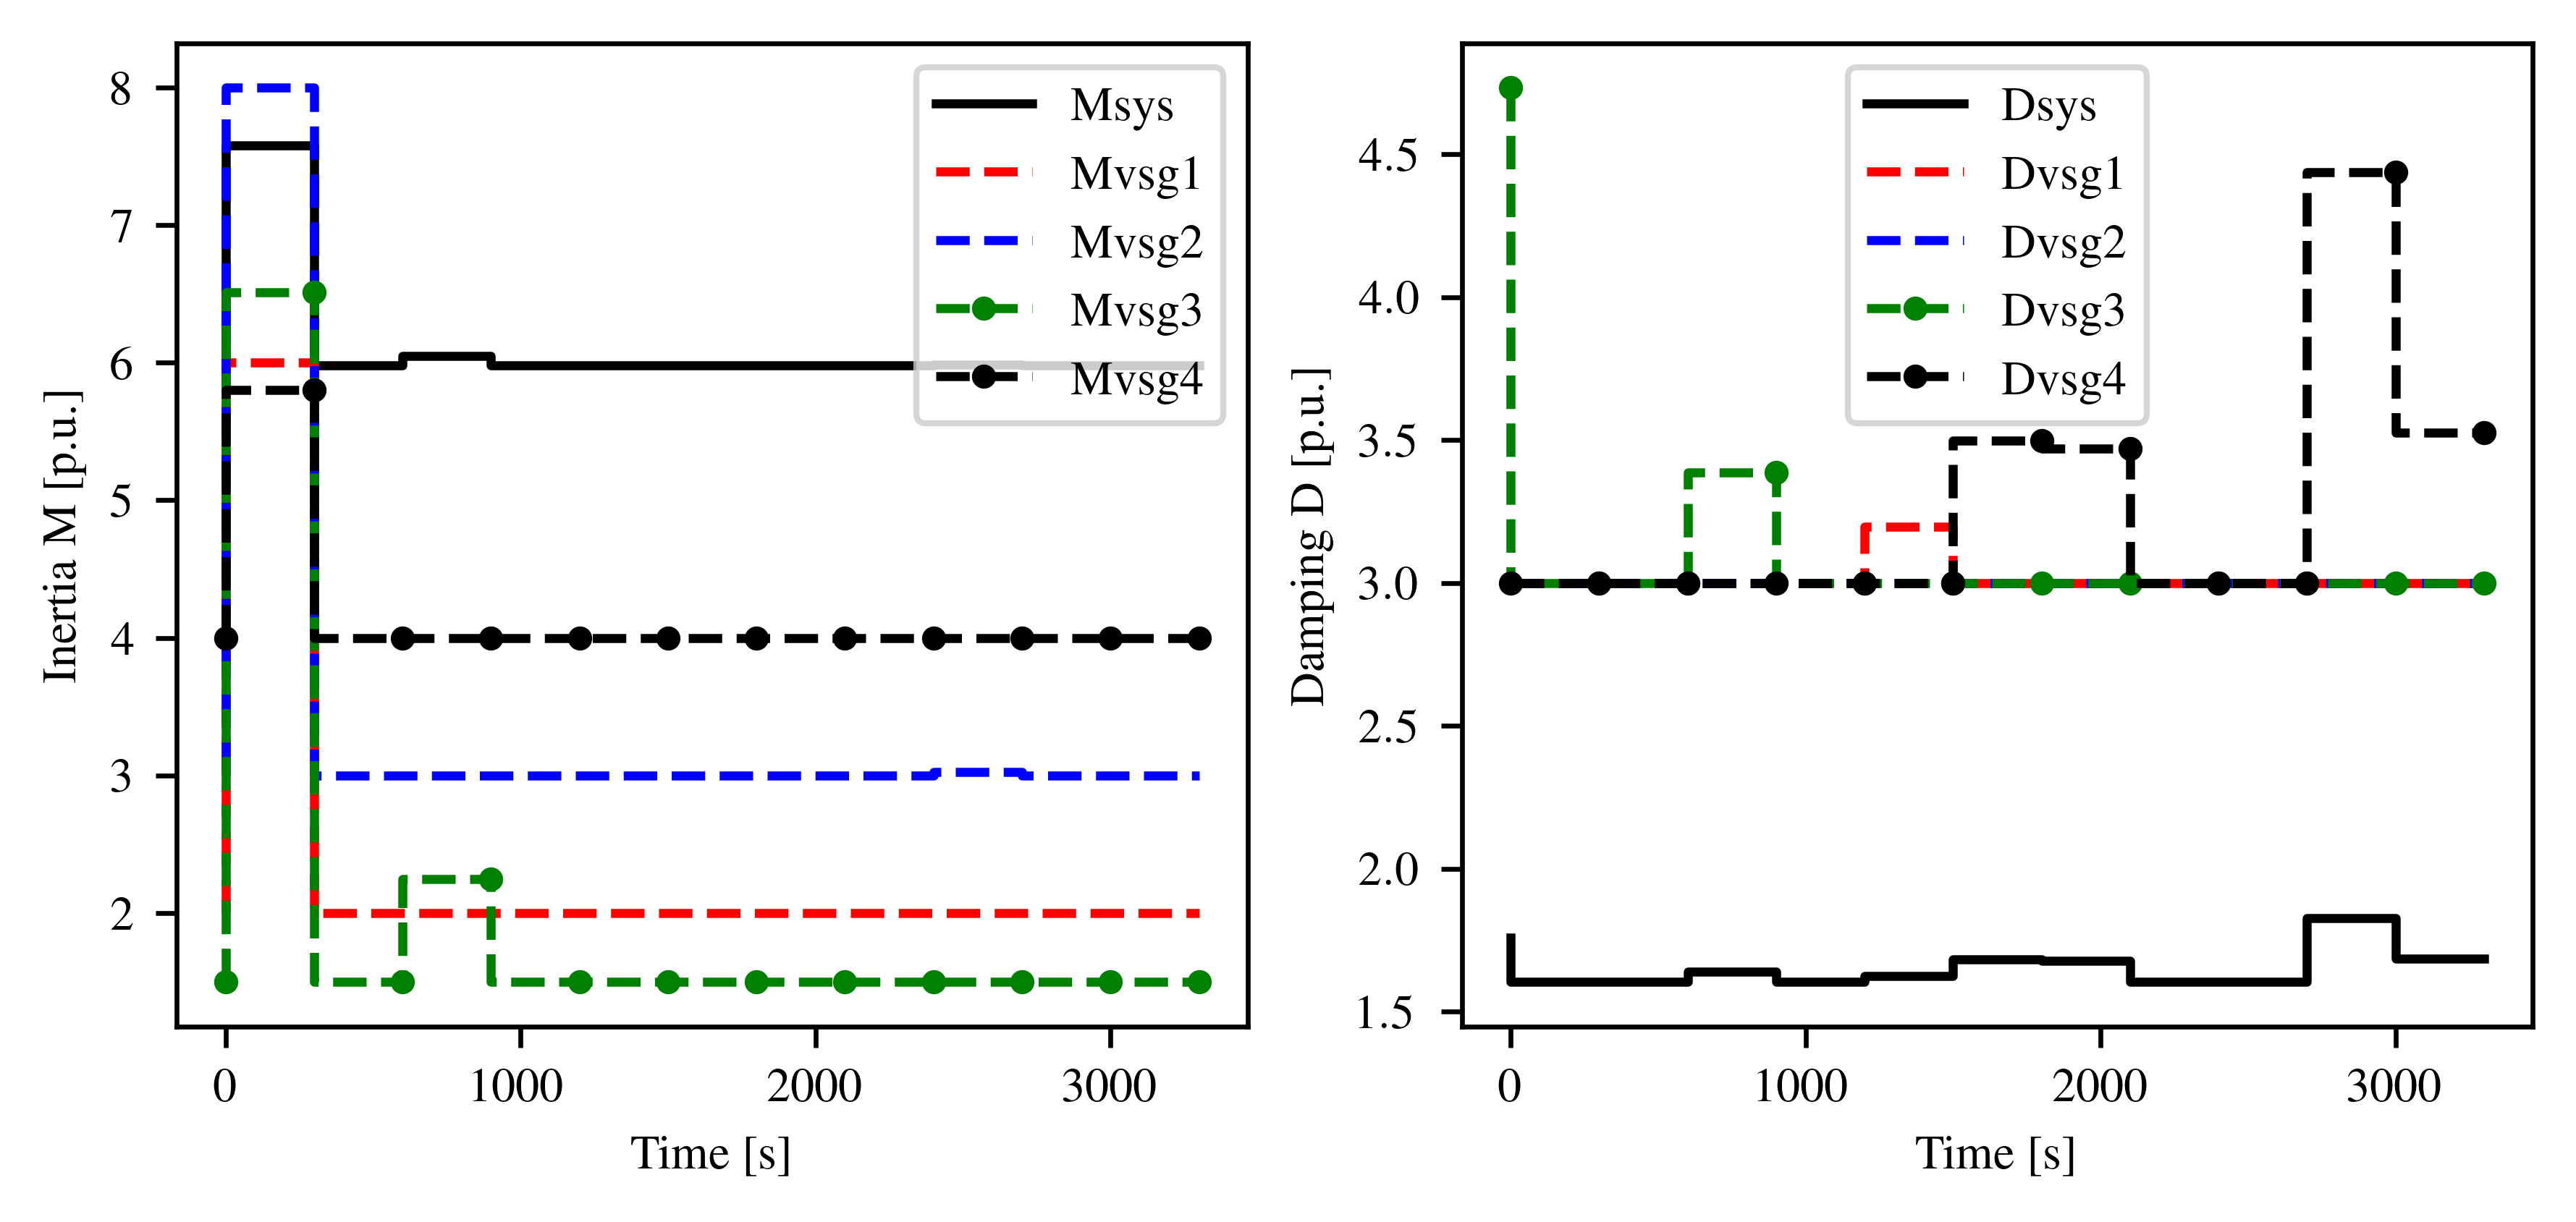 Inertia M [p.u.]
8
7
6
5
4
3
2
Msys
Mvsg1
Mvsg2
Mvsg3
Mvsg4
0 1000 2000 3000
Time [s]
Damping D [p.u.]
4.5
4.0
3.5
3.0
2.5
2.0
1.5
Dsys
Dvsg1
Dvsg2
Dvsg3
Dvsg4
0 1000 2000 3000
Time [s]